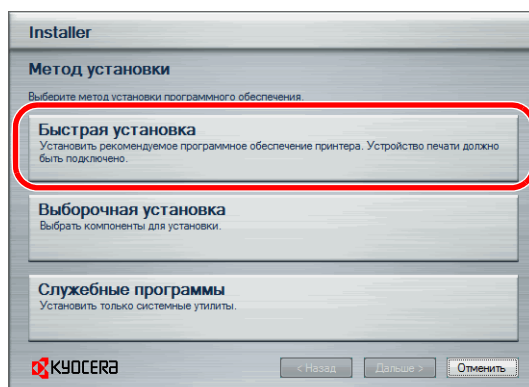 Installer
Метод установки
Выберите метод установки программного обеспечения.
Быстрая установка
Установить рекомендуемое программное обеспечение принтера. Устройство печати должно
быть подключено.
Выборочная установка
Выбрать компоненты для установки.
Служебные программы
Установить только системные утилиты.
KYOCERA
< Назад
Дальше >
Отменить